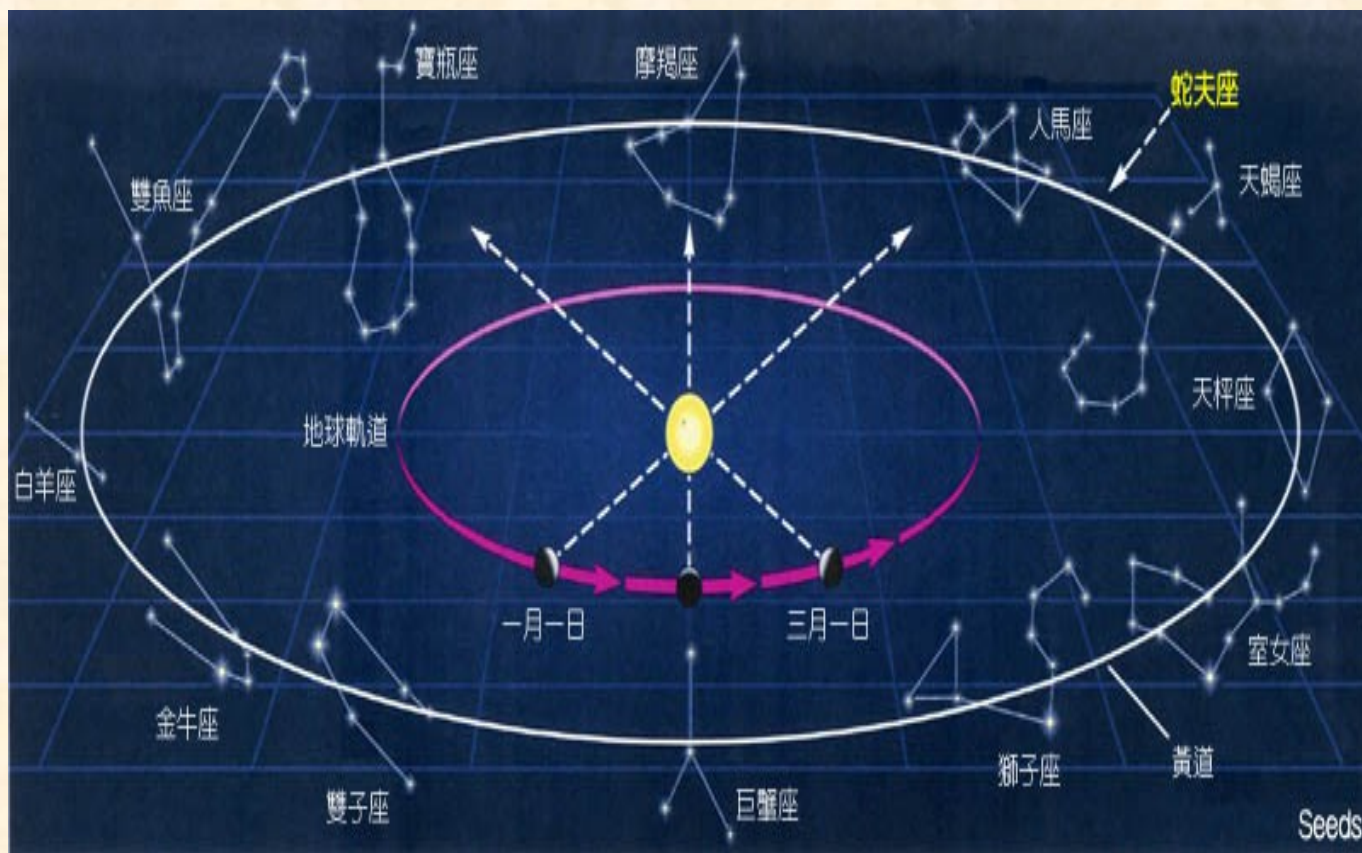 寶瓶座
摩羯座
蛇夫座
人馬座
天蝎座
雙魚座
天枰座
地球軌道
白羊座
一月一日
三月一日
室女座
金牛座
獅子座
黃道
雙子座
巨蟹座
Seeds